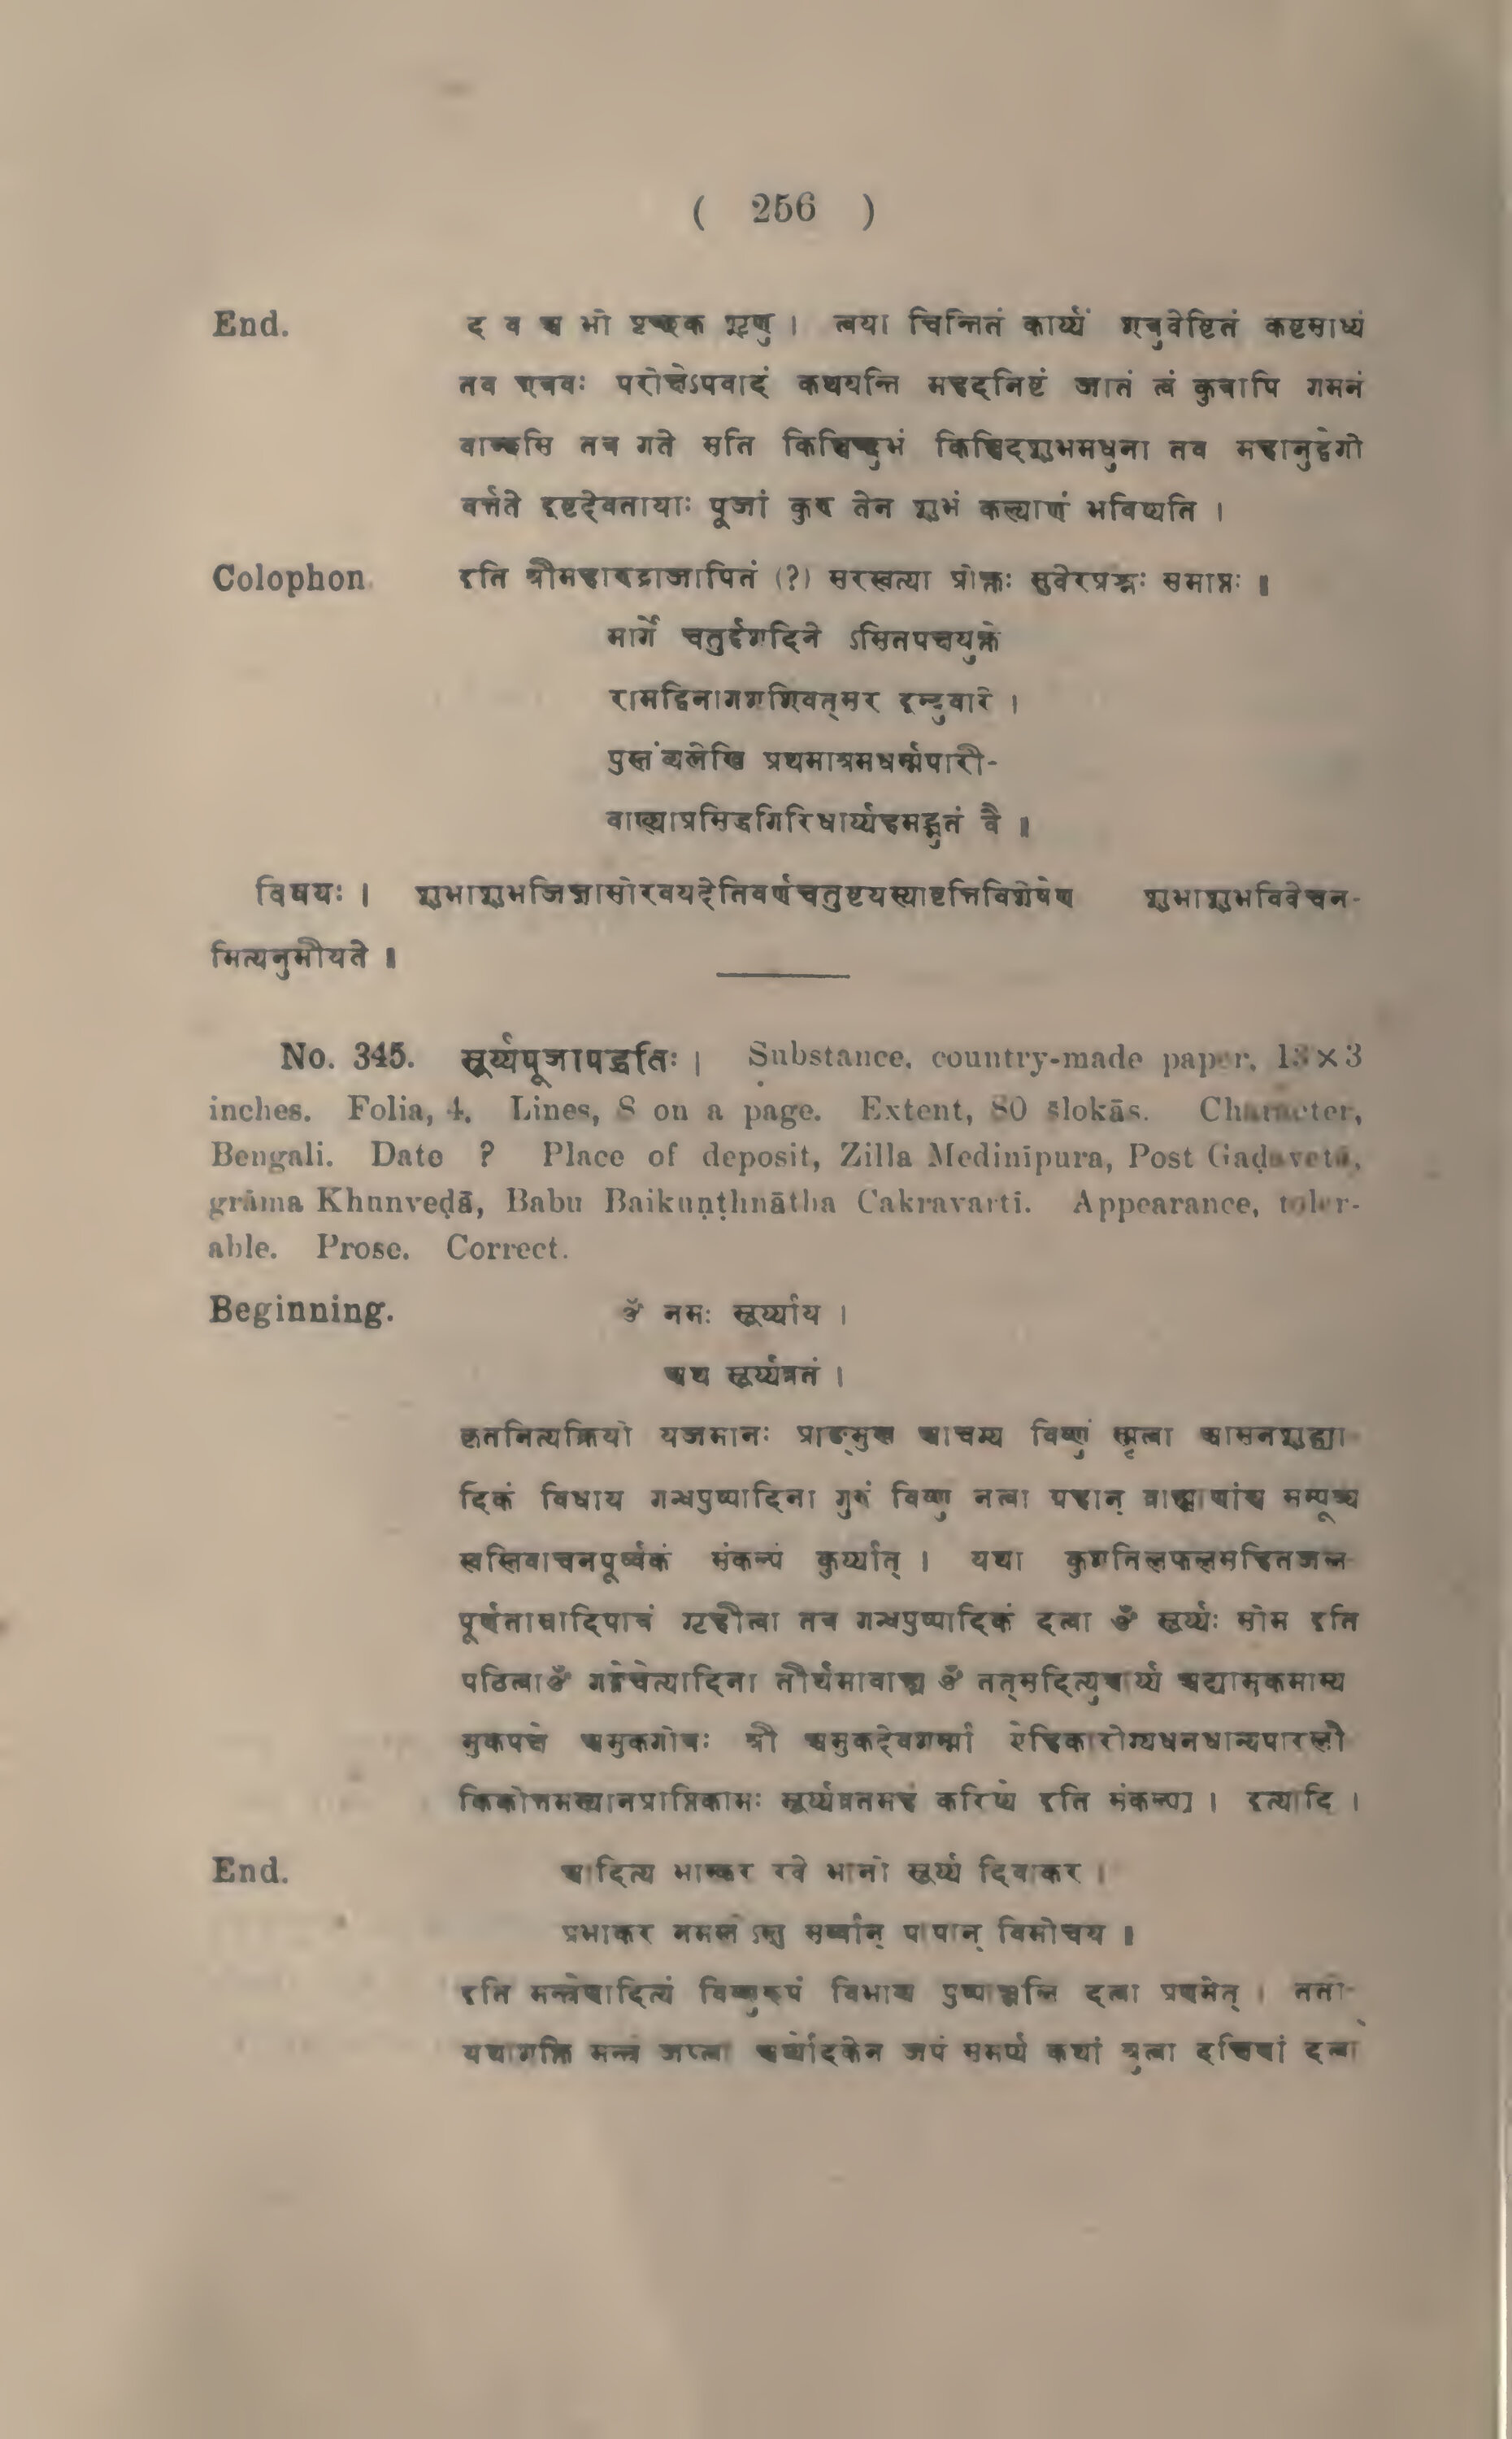 ( 256 )
End. द व अ भो पृच्छक शृणु । त्वया चिन्तितं कार्य्यं शत्रुवेष्टितं कष्टसाध्यं
तव शत्रवः परोक्षेऽपवादं कथयन्ति महदनिष्टं जातं त्वं कुत्रापि गमनं
वाञ्छसि तत्र गते सति किञ्चिच्छुभं किञ्चिदशुभमधुना तव महानुद्वेगो
वर्त्तते इष्टदेवतायाः पूजां कुरु तेन शुभं कल्याणं भविष्यति ।
Colophon इति श्रीमहारुद्राजापितं (?) सरस्वत्या प्रोक्तः सुवेरप्रश्नः समाप्तः ॥
मार्गे चतुर्द्दशदिने ऽसितपक्षयुक्ते
रामद्विनागशशिवत्सर इन्दुवारे ।
पुस्तं व्यलेखि प्रथमाश्रमधर्म्मपारी-
वाख्याप्रसिद्धगिरिधार्य्यहमद्भुतं वै ॥
विषयः । शुभाशुभजिज्ञासोरवयदेतिवर्णचतुष्टयस्यावृत्तिविशेषेण शुभाशुभविवेचन-
मित्यनुमीयते ॥
No. 345. सूर्य्यपूजापद्धतिः । Substance, country-made paper, 13×3
inches. Folia, 4. Lines, 8 on a page. Extent, 80 ślokās. Character,
Bengali. Date ? Place of deposit, Zilla Medinīpura, Post Gaḍavetā,
grāma Khunveḍā, Babu Baikuṇṭhnātha Cakravarti. Appearance, toler-
able. Prose. Correct.
Beginning. ॐ नमः सूर्य्याय ।
अथ सूर्य्यव्रतं ।
कृतनित्यक्रियो यजमानः प्राङ्मुख आचम्य विष्णुं स्मृत्वा आसनशुद्ध्या
दिकं विधाय गन्धपुष्पादिना गुरुं विष्णु नत्वा ग्रहान् ब्राह्मणांश्च सम्पूज्य
स्वस्तिवाचनपूर्ब्बकं संकल्पं कुर्य्यात् । यथा कुशतिलफलसहितजल
पूर्णताम्रादिपात्रं गृहीत्वा तत्र गन्धपुष्पादिकं दत्वा ॐ सूर्य्यः सोम इति
पठित्वा ॐ गङ्गेचेत्यादिना तीर्थमावाह्य ॐ तत्सदित्युच्चार्य्य अद्यामुकमास्य
मुकपक्षे अमुकगोत्रः श्री अमुकदेवशर्म्मा ऐहिकारोग्यधनधान्यपारलौ
किकोत्तमस्थानप्राप्तिकामः सूर्य्यव्रतमहं करिष्ये इति संकल्प्य । इत्यादि ।
End. आदित्य भास्कर रवे भानो सूर्य्य दिवाकर ।
प्रभाकर नमस्ते ऽस्तु सर्ब्बान् पापान् विमोचय ॥
इति मन्त्रेणादित्यं विष्णुरूपं विभाव्य पुष्पाञ्जलिं दत्वा प्रणमेत् । ततो-
यथाशक्ति मन्त्रं जप्त्वा अर्घ्योदकेन जपं समर्प्य कथां श्रुत्वा दक्षिणां दत्वा